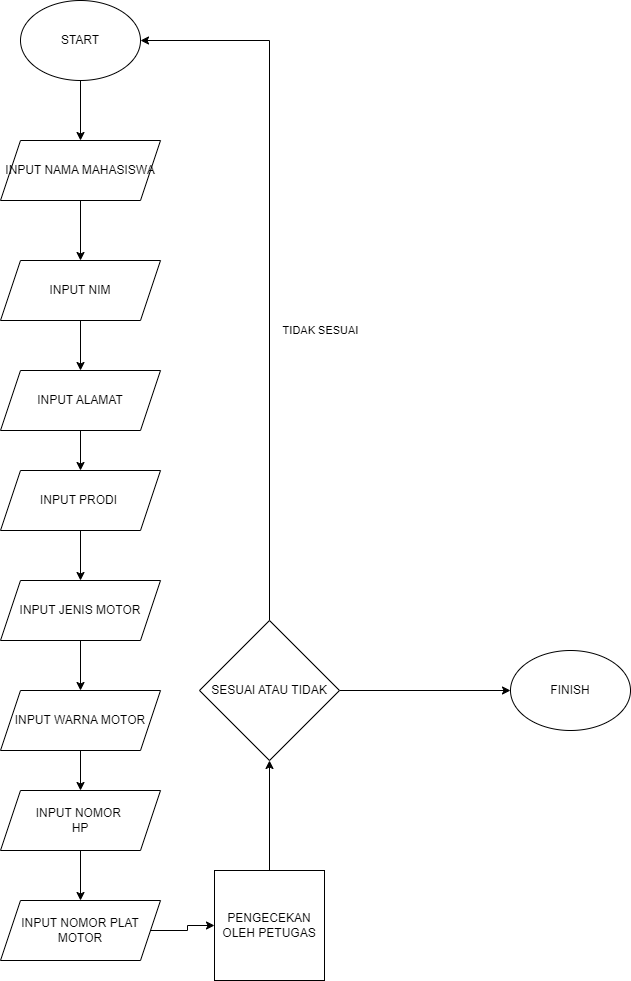 START
INPUT NAMA MAHASISWA
INPUT NIM
TIDAK SESUAI
INPUT ALAMAT
INPUT PRODI
INPUT JENIS MOTOR
SESUAI ATAU TIDAK
FINISH
INPUT WARNA MOTOR
INPUT NOMOR
HP
INPUT NOMOR PLAT
MOTOR
PENGECEKAN
OLEH PETUGAS